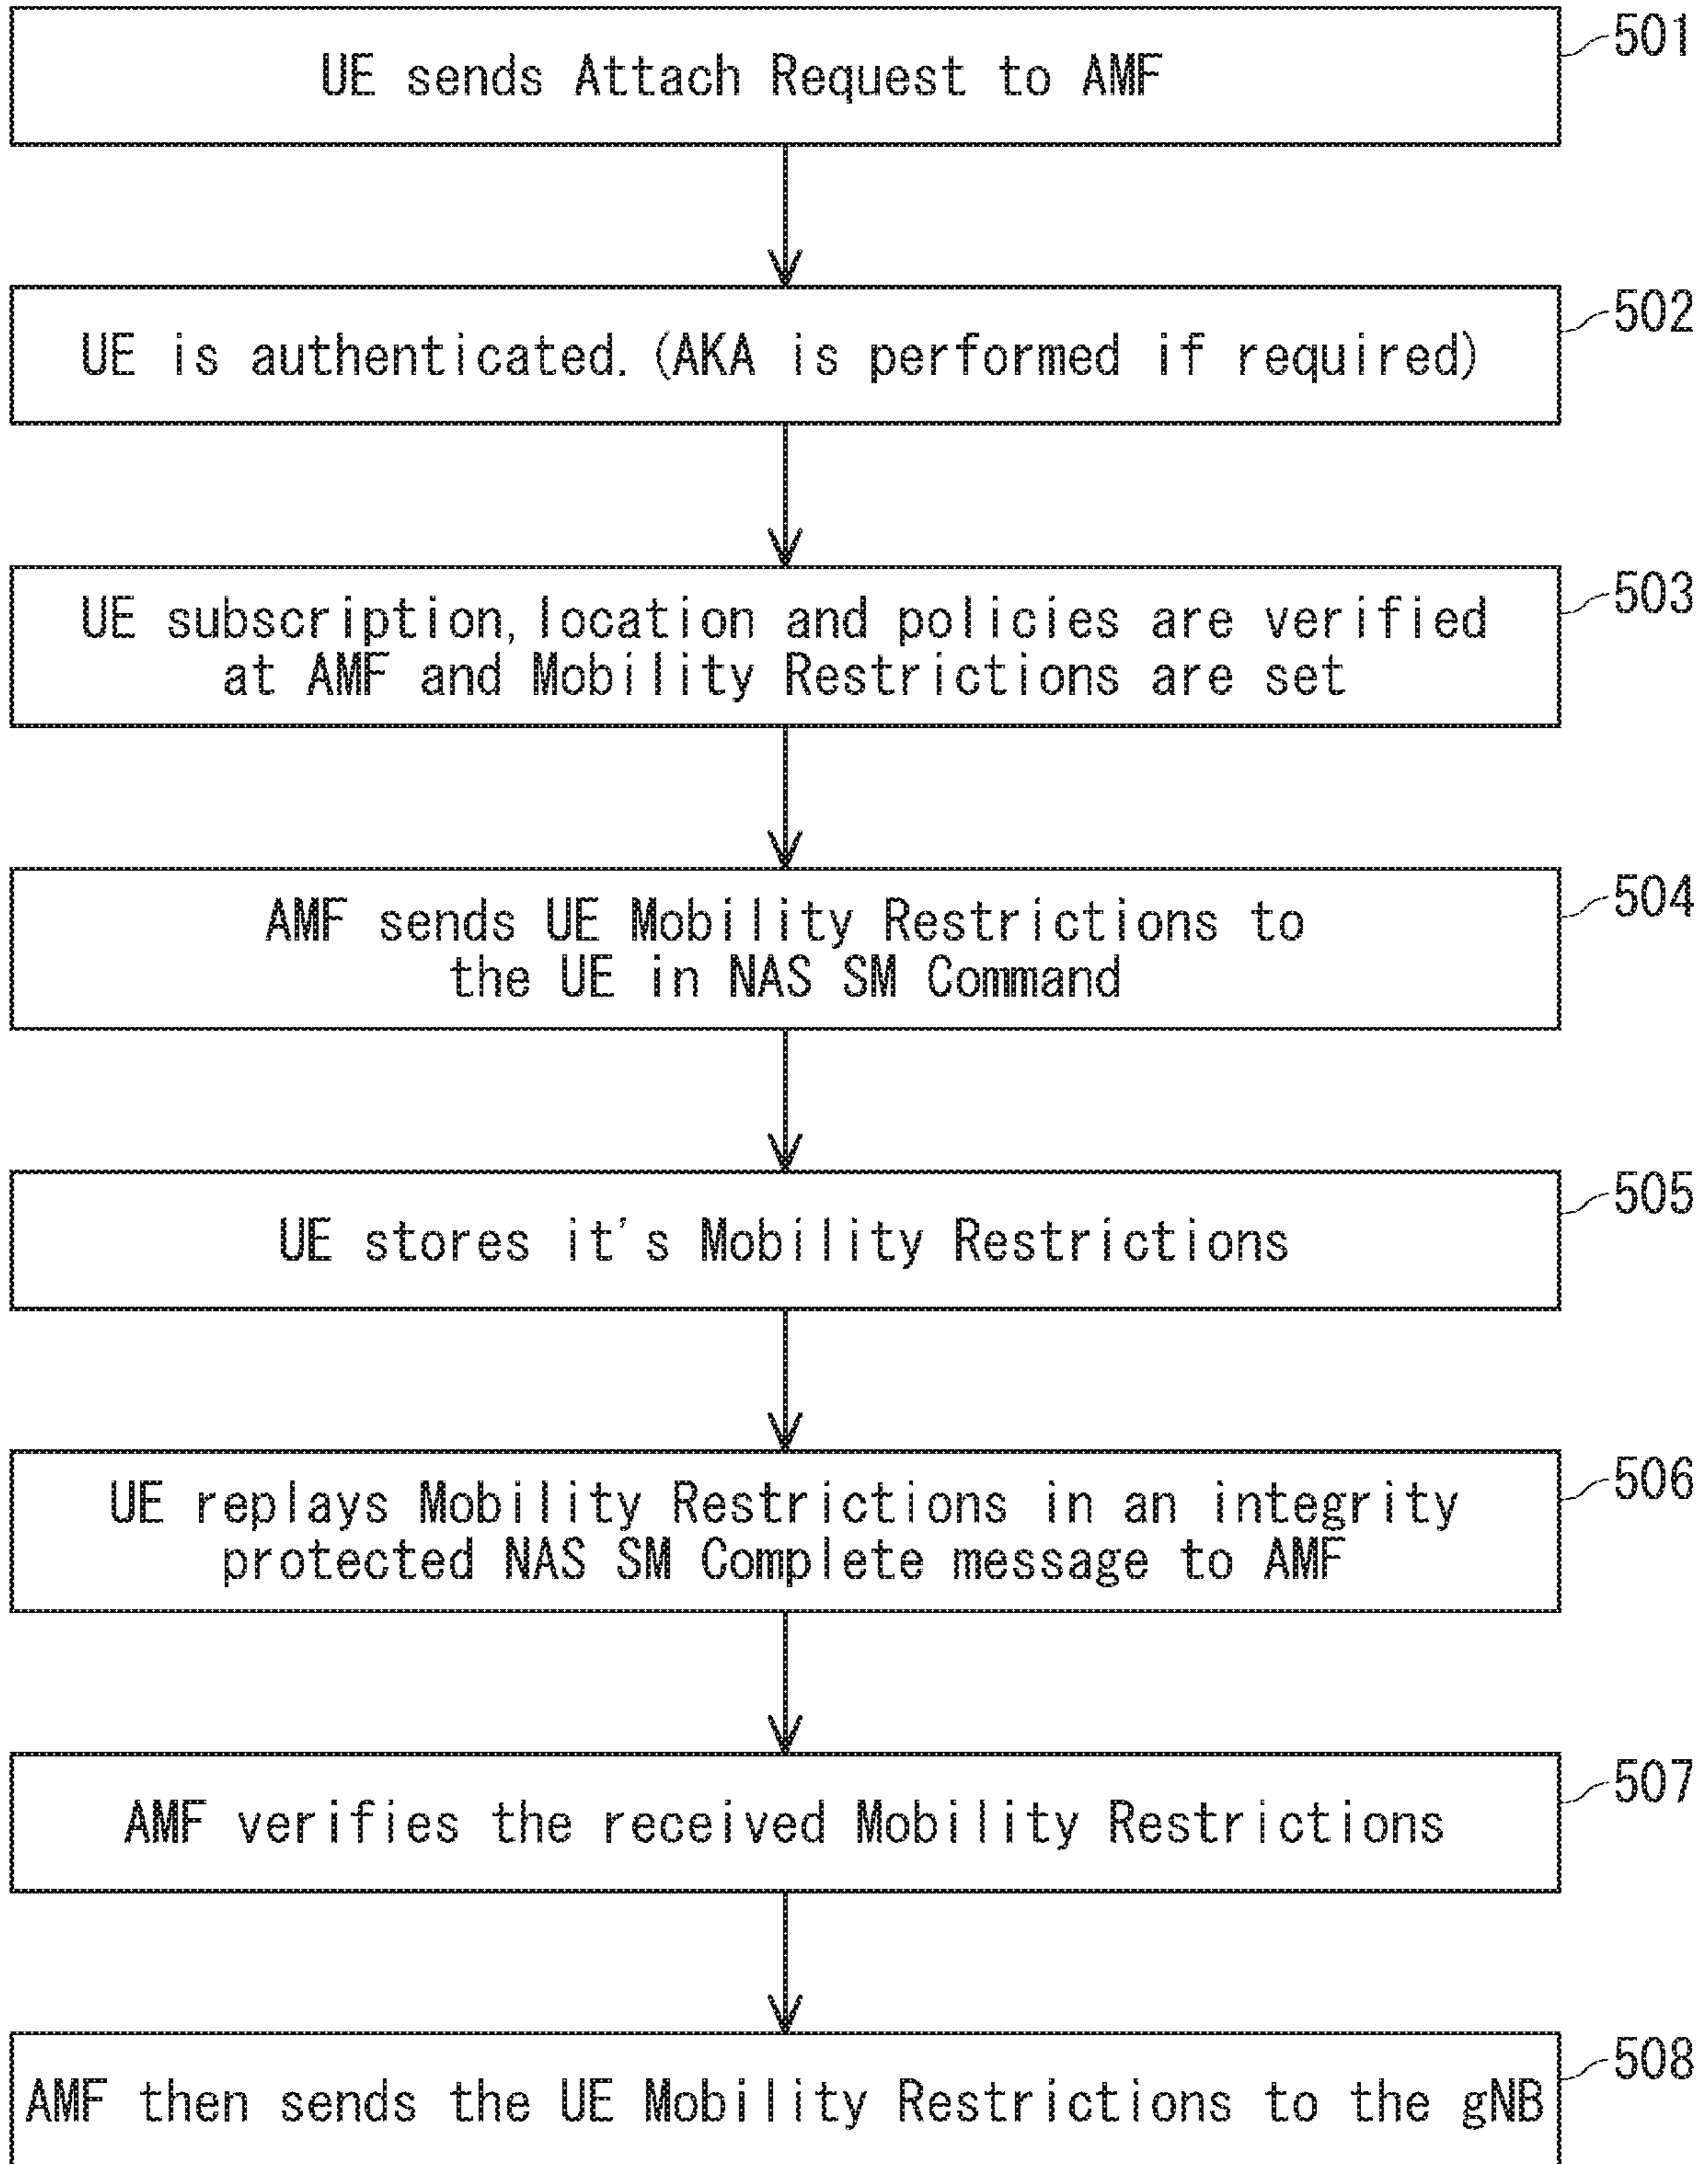 501
UE sends Attach Request to AMF
502
UE is authenticated. (AKA is performed if required)
503
UE subscription, location and policies are verified
at AMF and Mobility Restrictions are set
504
AMF sends UE Mobility Restrictions to
the UE in NAS SM Command
505
UE stores it's Mobility Restrictions
506
UE replays Mobility Restrictions in an integrity
protected NAS SM Complete message to AMF
507
AMF verifies the received Mobility Restrictions
508
AMF then sends the UE Mobility Restrictions to the gNB